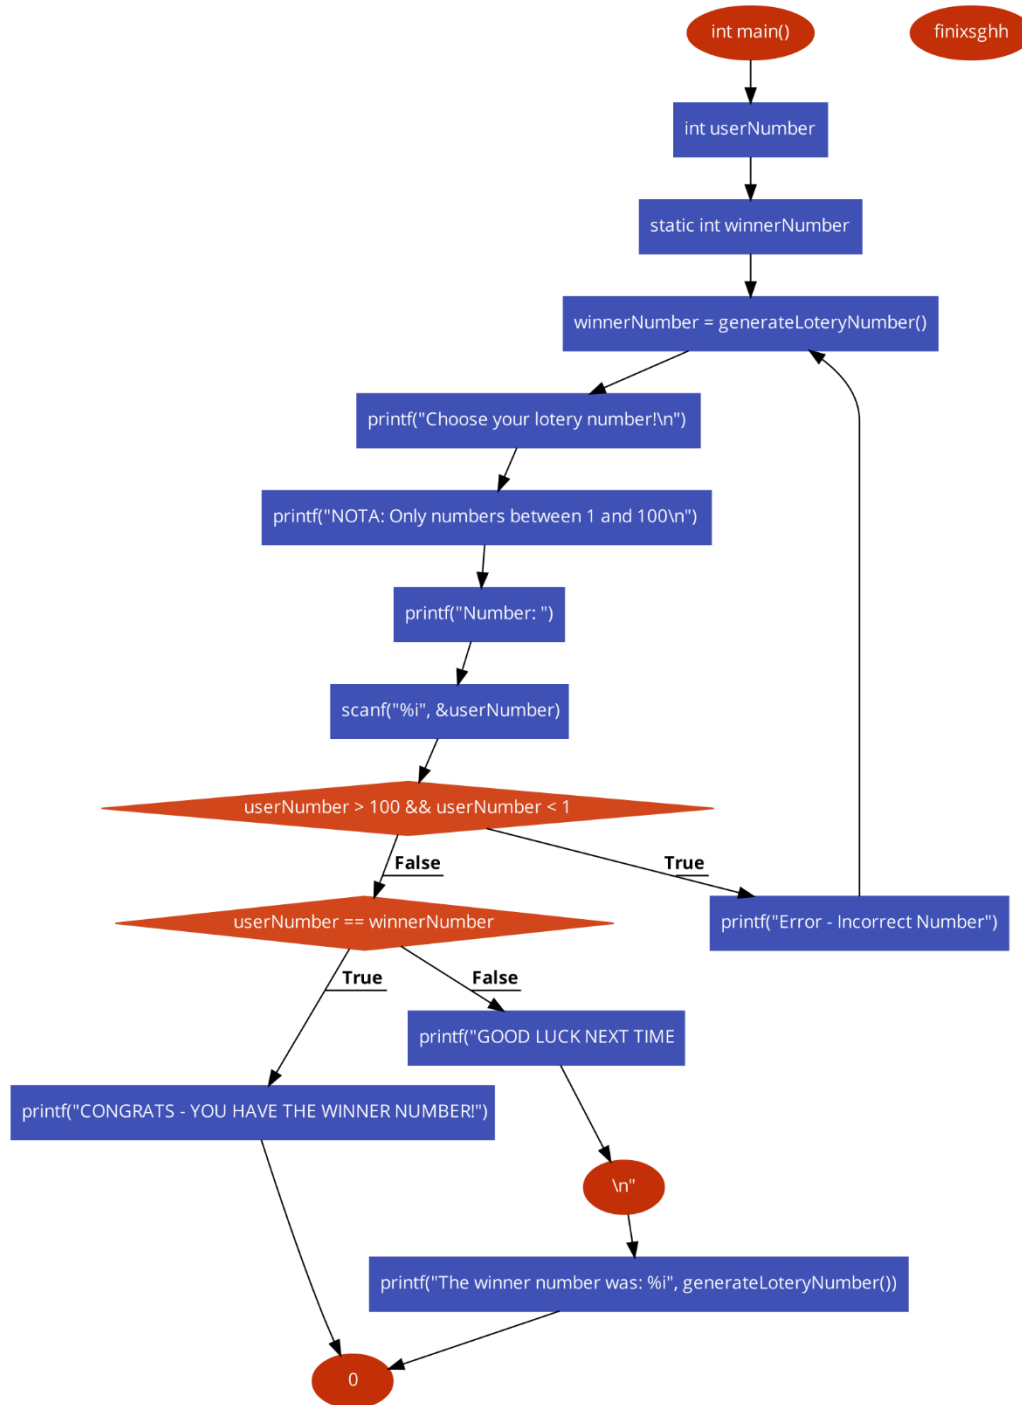 int main()
finixsghh
int userNumber
static int winnerNumber
winnerNumber = generateLoteryNumber()
printf("Choose your lotery number!\n")
printf("NOTA: Only numbers between 1 and 100\n")
printf("Number: ")
scanf("%i", &userNumber)
userNumber > 100 && userNumber < 1
False
True
userNumber == winnerNumber
printf("Error - Incorrect Number")
True
False
printf("GOOD LUCK NEXT TIME
printf("CONGRATS - YOU HAVE THE WINNER NUMBER!")
\n"
printf("The winner number was: %i", generateLoteryNumber())
0